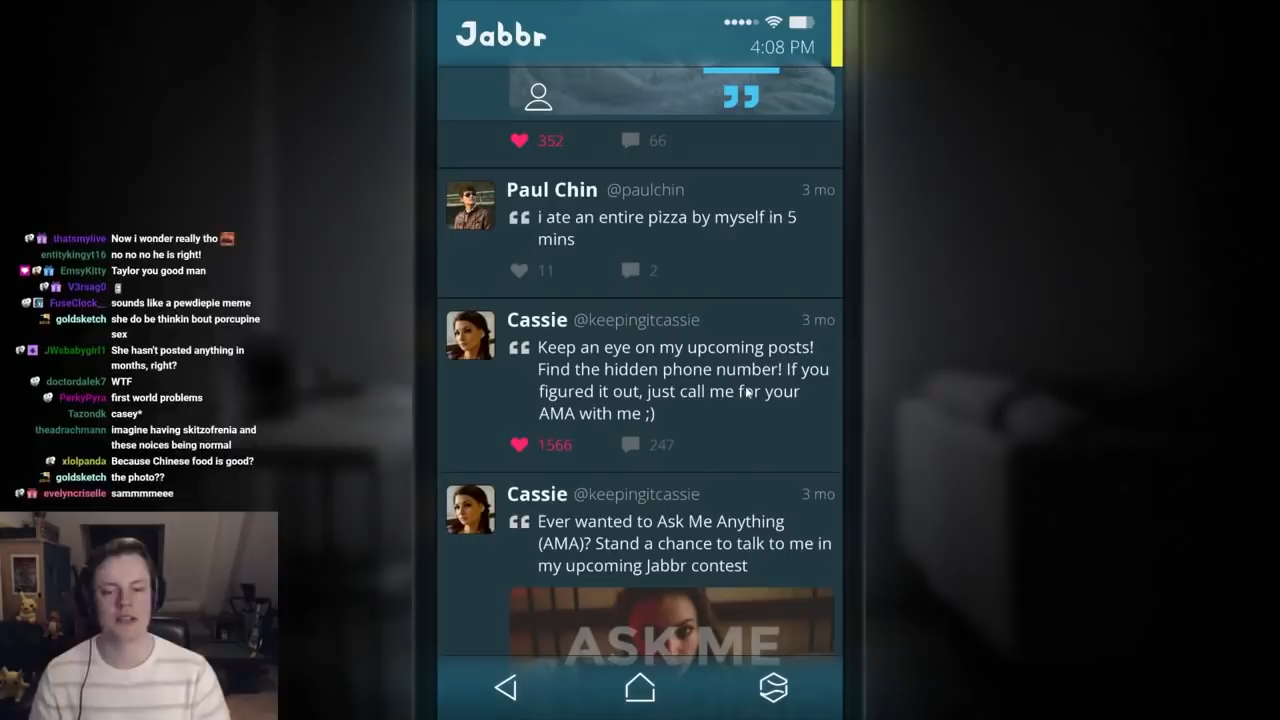 Jabbr
4:08 PM
352
66
Paul Chin @paulchin 3 mo
i ate an entire pizza by myself in 5
mins
11
2
Cassie @keepingitcassie 3 mo
Keep an eye on my upcoming posts!
Find the hidden phone number! If you
figured it out, just call me for your
AMA with me ;)
1566
247
Cassie @keepingitcassie 3 mo
Ever wanted to Ask Me Anything
(AMA)? Stand a chance to talk to me in
my upcoming Jabbr contest
ASK ME
thatsmylive Now i wonder really tho
entitykingyt16 no no no he is right!
EmsyKitty Taylor you good man
V3rsag0
FuseClock_ sounds like a pewdiepie meme
goldsketch she do be thinkin bout porcupine
sex
JWsbabygirl1 She hasn't posted anything in
months, right?
doctordalek7 WTF
PerkyPyra first world problems
Tazondk casey*
theadrachmann imagine having skitzofrenia and
these noices being normal
xlolpanda Because Chinese food is good?
goldsketch the photo??
evelyncriselle sammmmeee